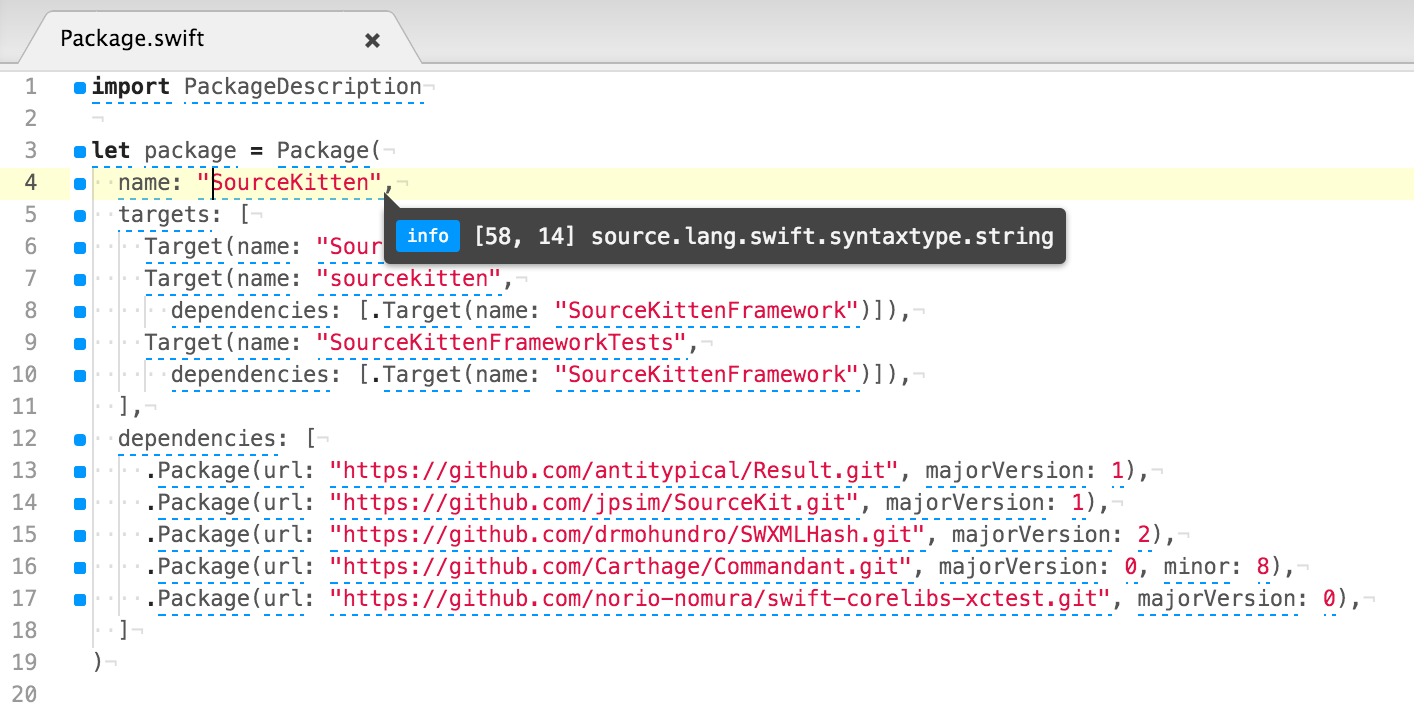 Package.swift ×
1 import PackageDescription¬
2 ¬
3 let package = Package(¬
4 ··name: "SourceKitten",¬
5 ··targets: [¬
info [58, 14] source.lang.swift.syntaxtype.string
6 ····Target(name: "Sour
7 ····Target(name: "sourcekitten",¬
8 ······dependencies: [.Target(name: "SourceKittenFramework")]),¬
9 ····Target(name: "SourceKittenFrameworkTests",¬
10 ······dependencies: [.Target(name: "SourceKittenFramework")]),¬
11 ··],¬
12 ··dependencies: [¬
13 ····.Package(url: "https://github.com/antitypical/Result.git", majorVersion: 1),¬
14 ····.Package(url: "https://github.com/jpsim/SourceKit.git", majorVersion: 1),¬
15 ····.Package(url: "https://github.com/drmohundro/SWXMLHash.git", majorVersion: 2),¬
16 ····.Package(url: "https://github.com/Carthage/Commandant.git", majorVersion: 0, minor: 8),¬
17 ····.Package(url: "https://github.com/norio-nomura/swift-corelibs-xctest.git", majorVersion: 0),¬
18 ··]¬
19 )¬
20